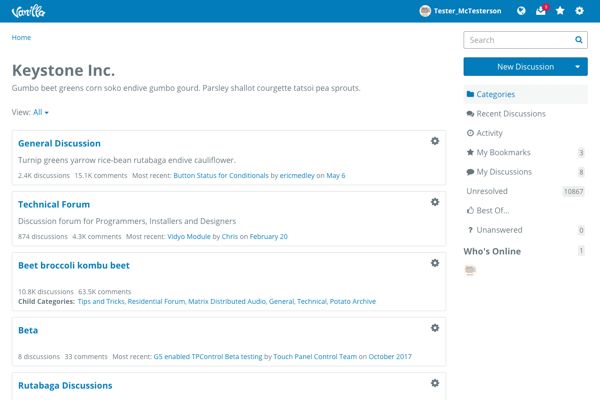 Vanilla
Tester_McTesterson
Home
Search
Keystone Inc.
Gumbo beet greens corn soko endive gumbo gourd. Parsley shallot courgette tatsoi pea sprouts.
New Discussion
View: All
Categories
Recent Discussions
Activity
My Bookmarks 3
My Discussions 8
Unresolved 10867
Best Of...
Unanswered 0
Who's Online 1
General Discussion
Turnip greens yarrow rice-bean rutabaga endive cauliflower.
2.4K discussions 15.1K comments Most recent: Button Status for Conditionals by ericmedley on May 6
Technical Forum
Discussion forum for Programmers, Installers and Designers
874 discussions 4.3K comments Most recent: Vidyo Module by Chris on February 20
Beet broccoli kombu beet
10.8K discussions 63.5K comments
Child Categories: Tips and Tricks, Residential Forum, Matrix Distributed Audio, General, Technical, Potato Archive
Beta
8 discussions 33 comments Most recent: G5 enabled TPControl Beta testing by Touch Panel Control Team on October 2017
Rutabaga Discussions